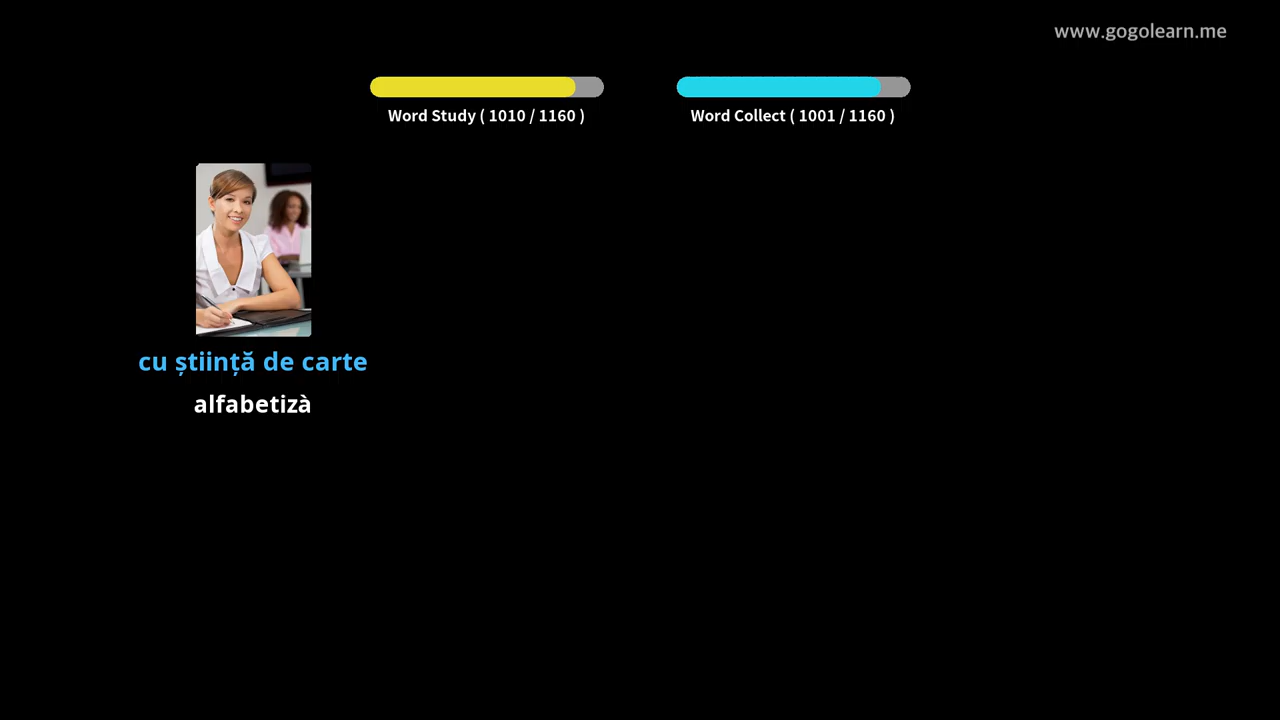 www.gogolearn.me
Word Study ( 1010 / 1160 )
Word Collect ( 1001 / 1160 )
cu știință de carte
alfabetizà